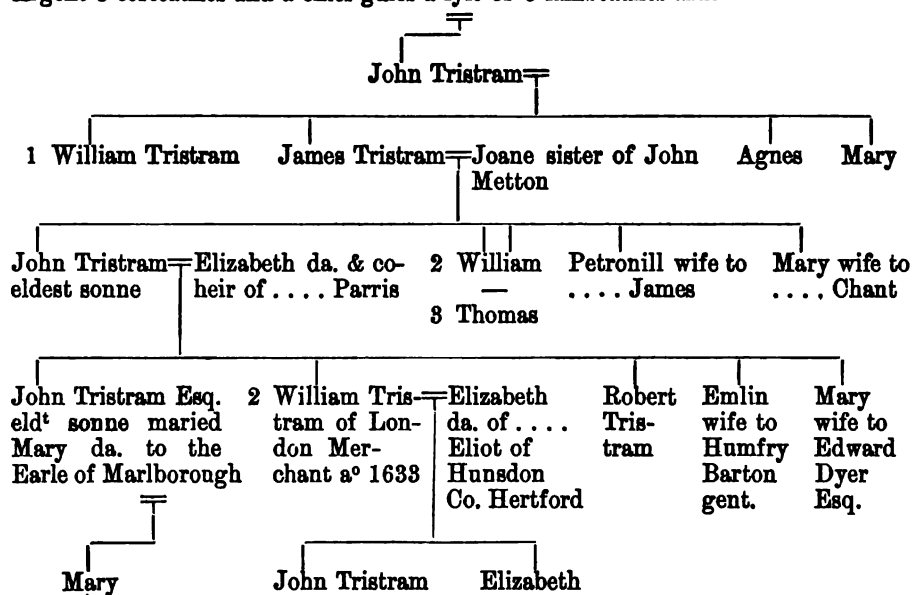 John Tristram
1 William Tristram James Tristram Joane sister of John Metton Agnes Mary
John Tristram eldest sonne
Elizabeth da. & co-
heir of .... Parris
2 William
—
3 Thomas
Petronill wife to
.... James
Mary wife to
.... Chant
John Tristram Esq.
eldᵗ sonne maried
Mary da. to the
Earle of Marlborough
2 William Tris-
tram of Lon-
don Mer-
chant aº 1633
Elizabeth
da. of ....
Eliot of
Hunsdon
Co. Hertford
Robert
Tris-
tram
Emlin
wife to
Humfry
Barton
gent.
Mary
wife to
Edward
Dyer
Esq.
Mary
John Tristram
Elizabeth